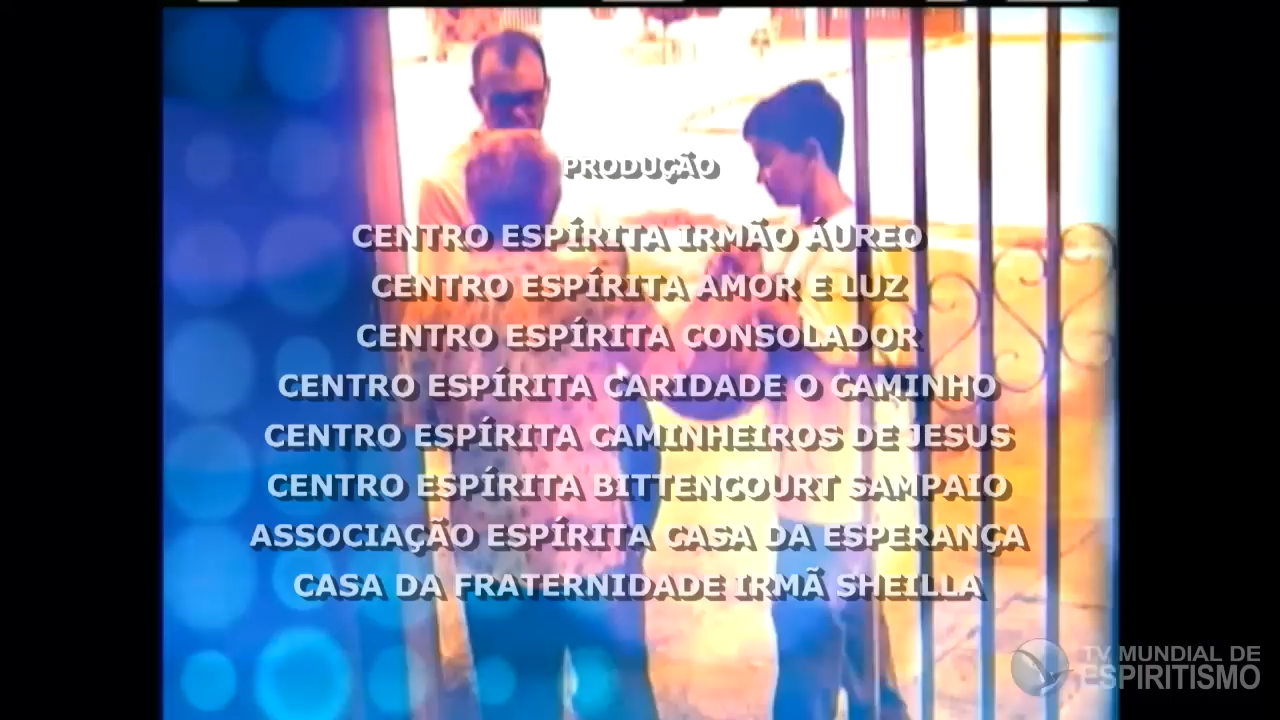 PRODUÇÃO
CENTRO ESPÍRITA IRMÃO ÁUREO
CENTRO ESPÍRITA AMOR E LUZ
CENTRO ESPÍRITA CONSOLADOR
CENTRO ESPÍRITA CARIDADE O CAMINHO
CENTRO ESPÍRITA CAMINHEIROS DE JESUS
CENTRO ESPÍRITA BITTENCOURT SAMPAIO
ASSOCIAÇÃO ESPÍRITA CASA DA ESPERANÇA
CASA DA FRATERNIDADE IRMÃ SHEILLA
TV MUNDIAL DE
ESPIRITISMO